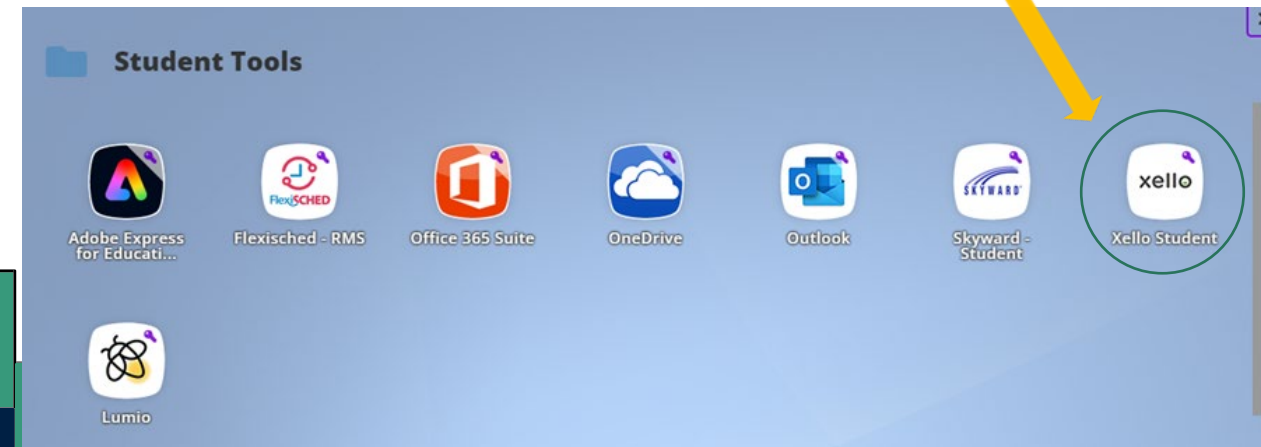 Student Tools
FlexiSCHED
SKYWARD
xello
Adobe Express
for Educati...
Flexisched - RMS
Office 365 Suite
OneDrive
Outlook
Skyward -
Student
Xello Student
Lumio